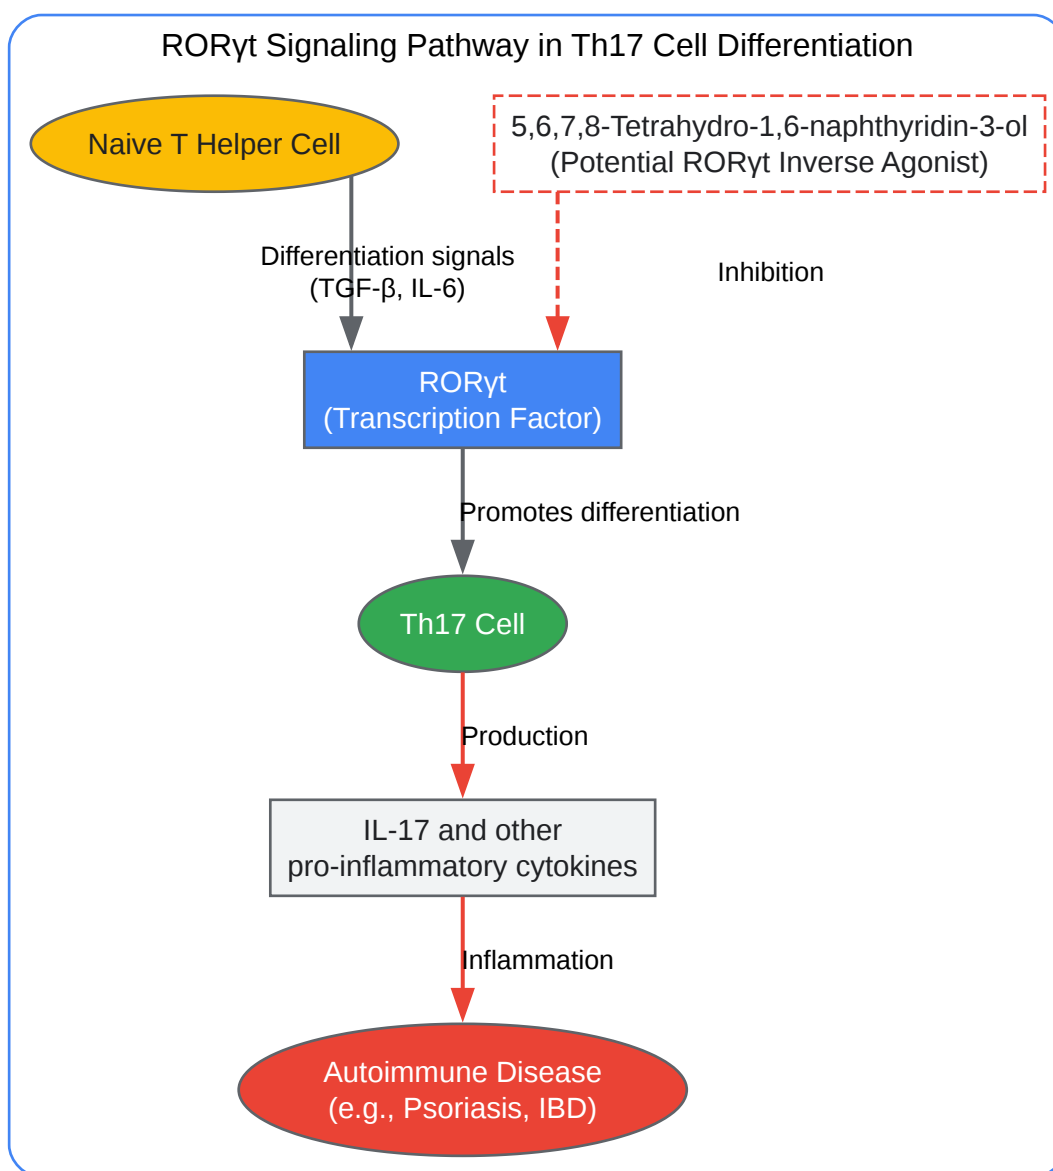 RORγt Signaling Pathway in Th17 Cell Differentiation
Naive T Helper Cell
5,6,7,8-Tetrahydro-1,6-naphthyridin-3-ol
(Potential RORγt Inverse Agonist)
Differentiation signals
(TGF-β, IL-6)
Inhibition
RORγt
(Transcription Factor)
Promotes differentiation
Th17 Cell
Production
IL-17 and other
pro-inflammatory cytokines
Inflammation
Autoimmune Disease
(e.g., Psoriasis, IBD)